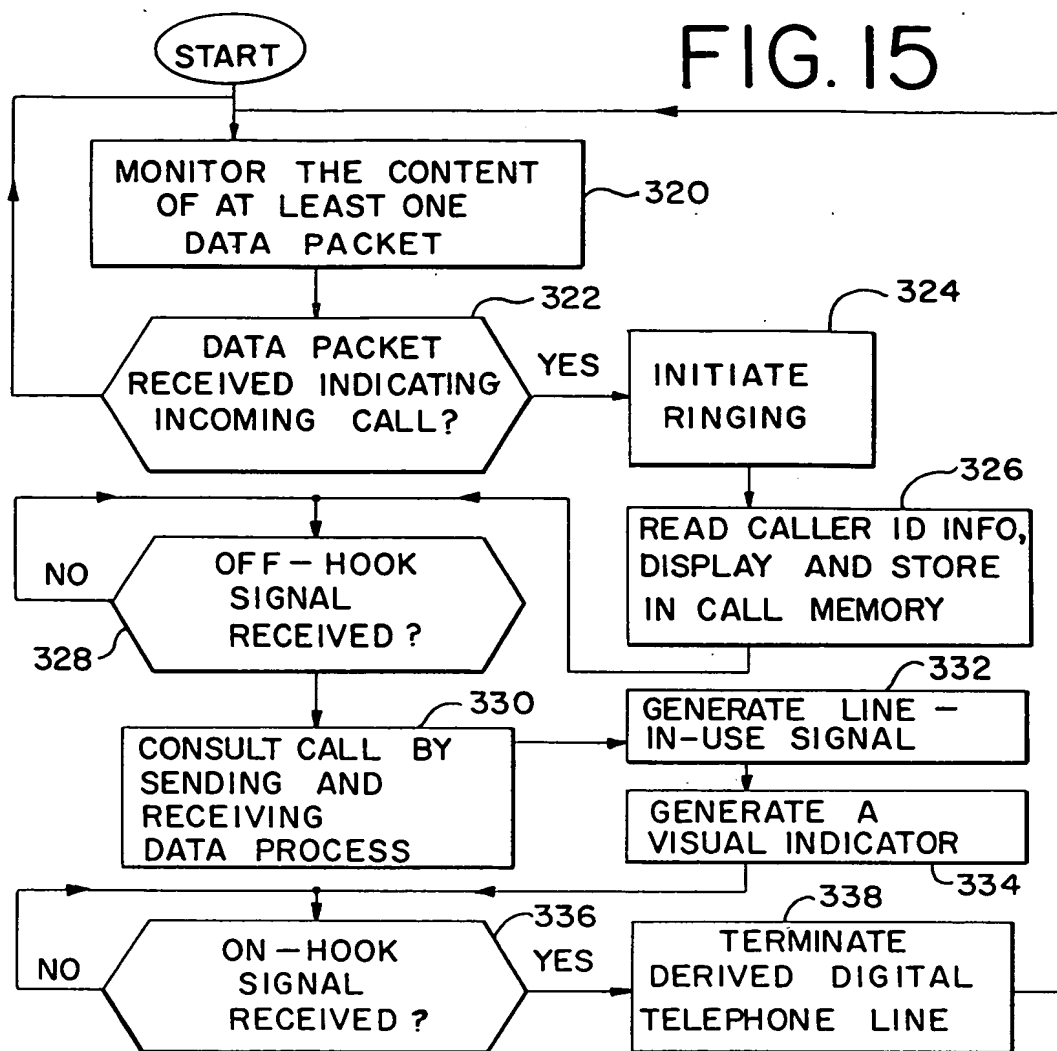 START
FIG. 15
MONITOR THE CONTENT
OF AT LEAST ONE
DATA PACKET
320
322
DATA PACKET
RECEIVED INDICATING
INCOMING CALL?
YES
324
INITIATE
RINGING
326
READ CALLER ID INFO,
DISPLAY AND STORE
IN CALL MEMORY
NO
OFF-HOOK
SIGNAL
RECEIVED?
328
330
CONSULT CALL BY
SENDING AND
RECEIVING
DATA PROCESS
332
GENERATE LINE-
IN-USE SIGNAL
GENERATE A
VISUAL INDICATOR
334
336
NO
ON-HOOK
SIGNAL
RECEIVED?
YES
338
TERMINATE
DERIVED DIGITAL
TELEPHONE LINE